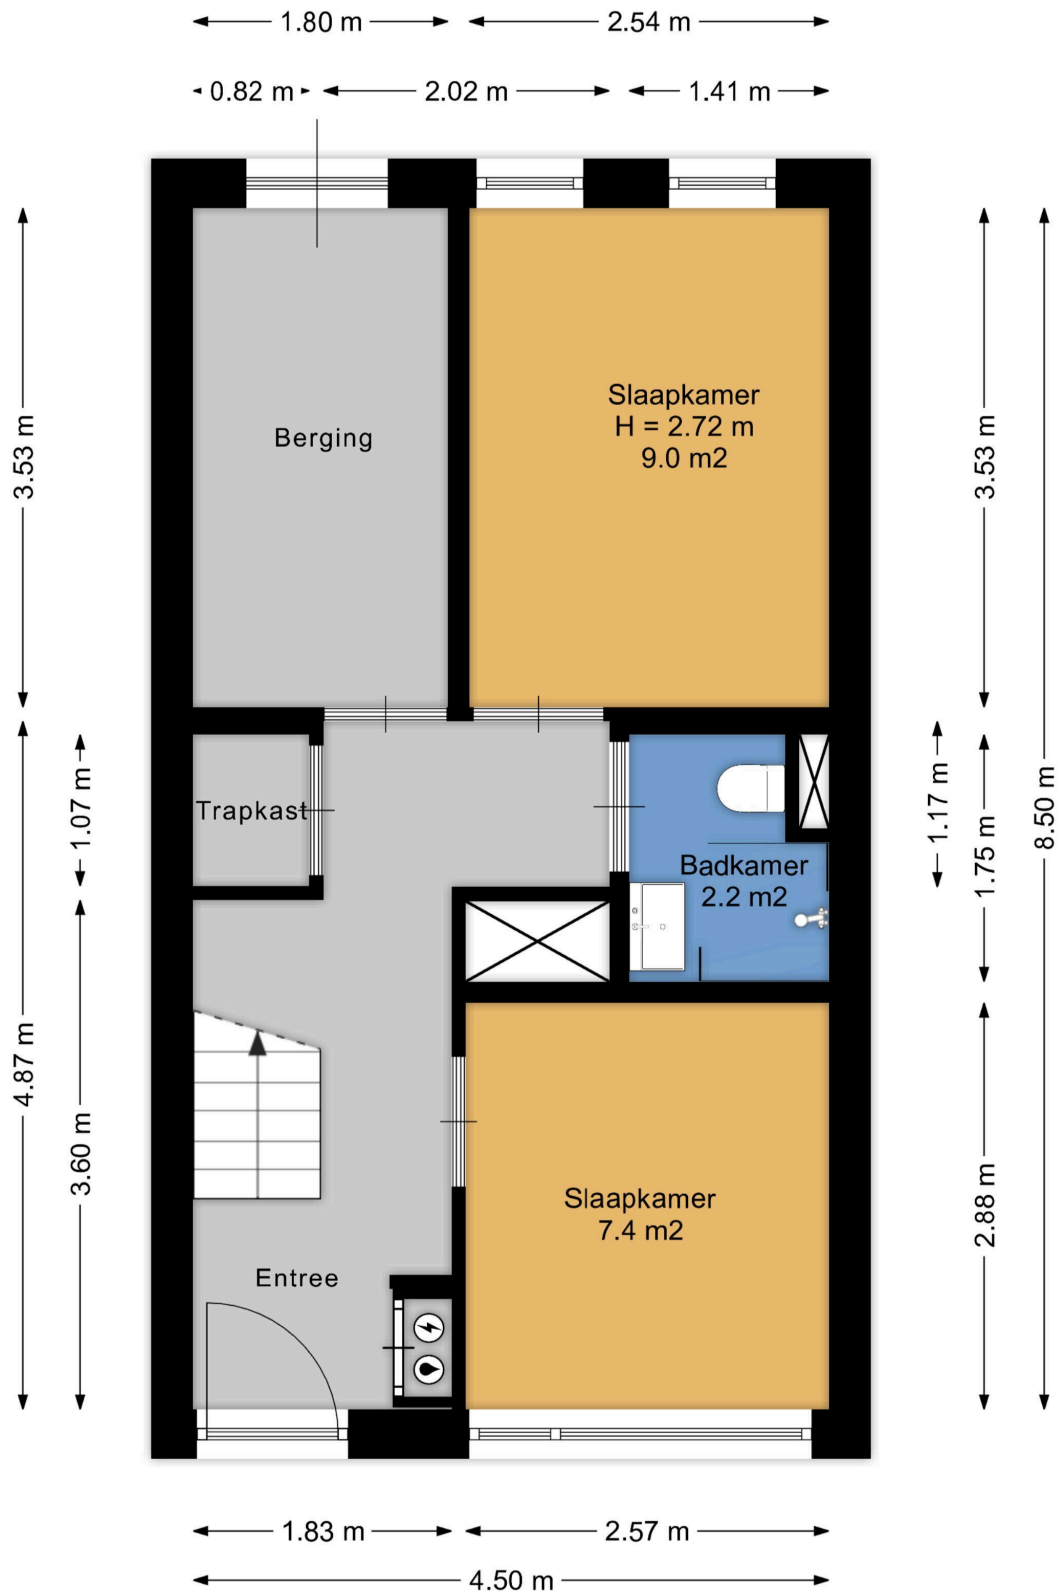 1.80 m
2.54 m
0.82 m
2.02 m
1.41 m
3.53 m
3.53 m
8.50 m
Slaapkamer
H = 2.72 m
9.0 m2
Berging
4.87 m
1.07 m
3.60 m
Trapkast
Badkamer
2.2 m2
1.17 m
1.75 m
2.88 m
Slaapkamer
7.4 m2
Entree
1.83 m
2.57 m
4.50 m